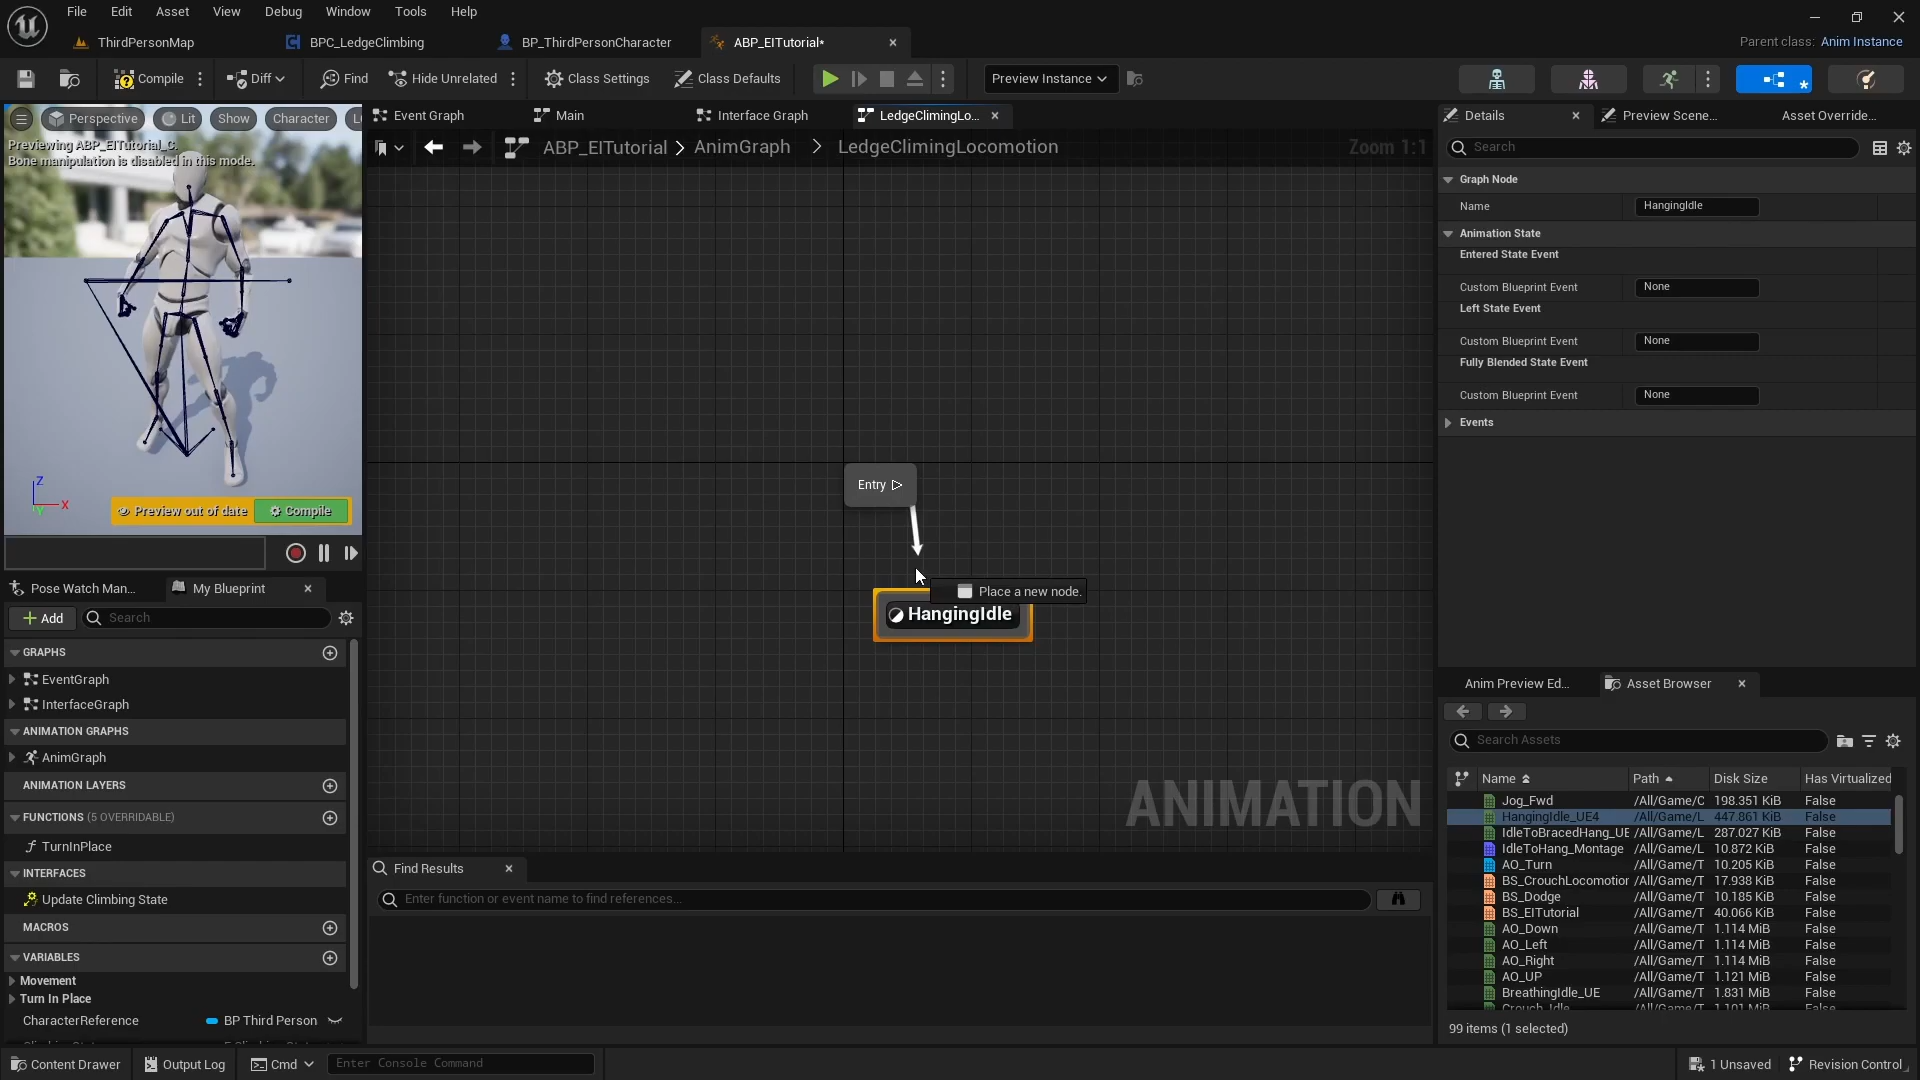 File Edit Asset View Debug Window Tools Help
ThirdPersonMap BPC_LedgeClimbing BP_ThirdPersonCharacter ABP_EITutorial*
Parent class: Anim Instance
Compile Diff Find Hide Unrelated Class Settings Class Defaults Preview Instance
Perspective Lit Show Character
Previewing ABP_EITutorial_C.
Bone manipulation is disabled in this mode.
Z
X
Y
Preview out of date Compile
Event Graph Main Interface Graph LedgeClimingLo...
ABP_EITutorial > AnimGraph > LedgeClimingLocomotion
Zoom 1:1
Entry
Place a new node.
HangingIdle
ANIMATION
Pose Watch Man... My Blueprint
Add Search
GRAPHS
EventGraph
InterfaceGraph
ANIMATION GRAPHS
AnimGraph
ANIMATION LAYERS
FUNCTIONS (5 OVERRIDABLE)
TurnInPlace
INTERFACES
Update Climbing State
MACROS
VARIABLES
Movement
Turn In Place
CharacterReference BP Third Person
Find Results
Enter function or event name to find references...
Details Preview Scene... Asset Override...
Search
Graph Node
Name HangingIdle
Animation State
Entered State Event
Custom Blueprint Event None
Left State Event
Custom Blueprint Event None
Fully Blended State Event
Custom Blueprint Event None
Events
Anim Preview Ed... Asset Browser
Search Assets
Name Path Disk Size Has Virtualized
Jog_Fwd /All/Game/C 198.351 KiB False
HangingIdle_UE4 /All/Game/L 447.861 KiB False
IdleToBracedHang_UE /All/Game/L 287.027 KiB False
IdleToHang_Montage /All/Game/L 10.872 KiB False
AO_Turn /All/Game/T 10.205 KiB False
BS_CrouchLocomotion /All/Game/T 17.938 KiB False
BS_Dodge /All/Game/T 10.185 KiB False
BS_EITutorial /All/Game/T 40.066 KiB False
AO_Down /All/Game/T 1.114 MiB False
AO_Left /All/Game/T 1.114 MiB False
AO_Right /All/Game/T 1.114 MiB False
AO_UP /All/Game/T 1.121 MiB False
BreathingIdle_UE /All/Game/T 1.831 MiB False
Crouch_Idle /All/Game/T 1.101 MiB False
99 items (1 selected)
Content Drawer Output Log Cmd Enter Console Command
1 Unsaved Revision Control